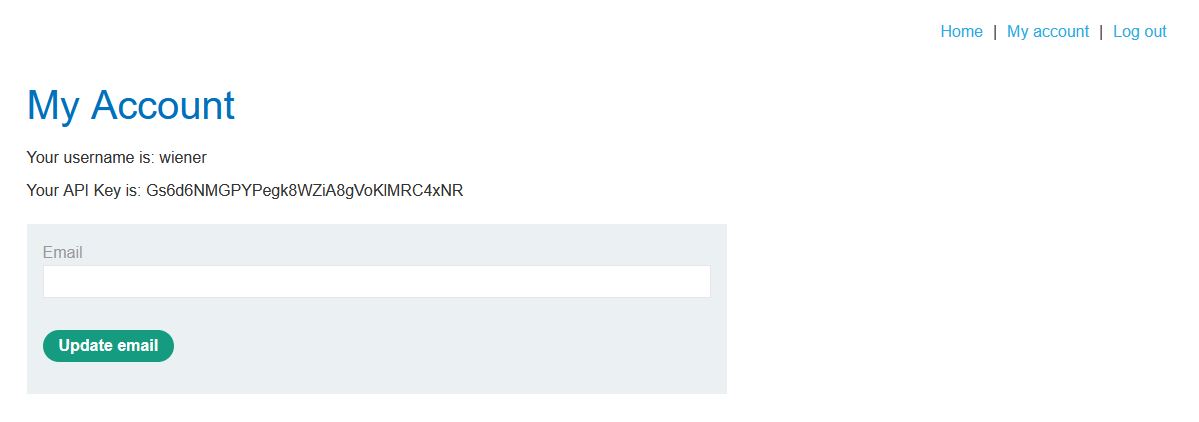 Home | My account | Log out
My Account
Your username is: wiener
Your API Key is: Gs6d6NMGPYPegk8WZiA8gVoKlMRC4xNR
Email
Update email